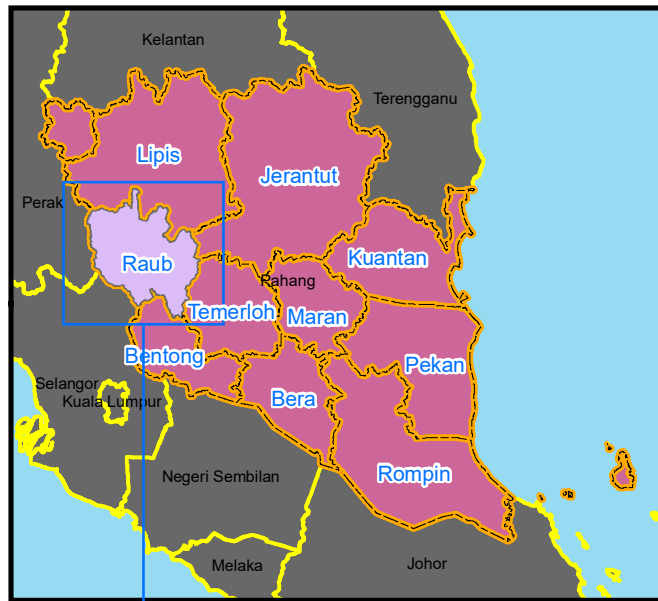 Kelantan
Terengganu
Lipis
Jerantut
Perak
Kuantan
Raub
Pahang
Temerloh
Maran
Bentong
Pekan
Selangor
Kuala Lumpur
Bera
Negeri Sembilan
Rompin
Melaka
Johor